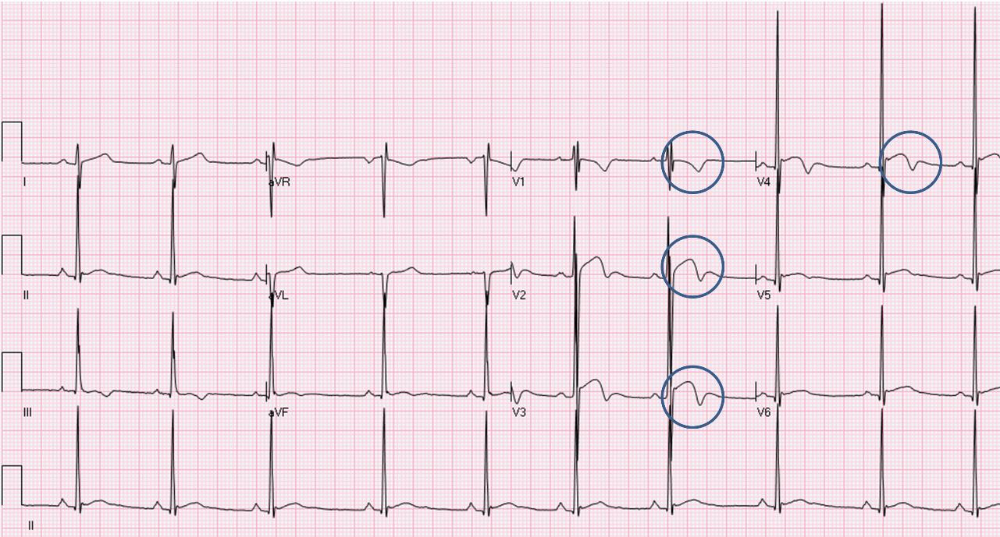 I aVR V1 V4
II aVL V2 V5
III aVF V3 V6
II